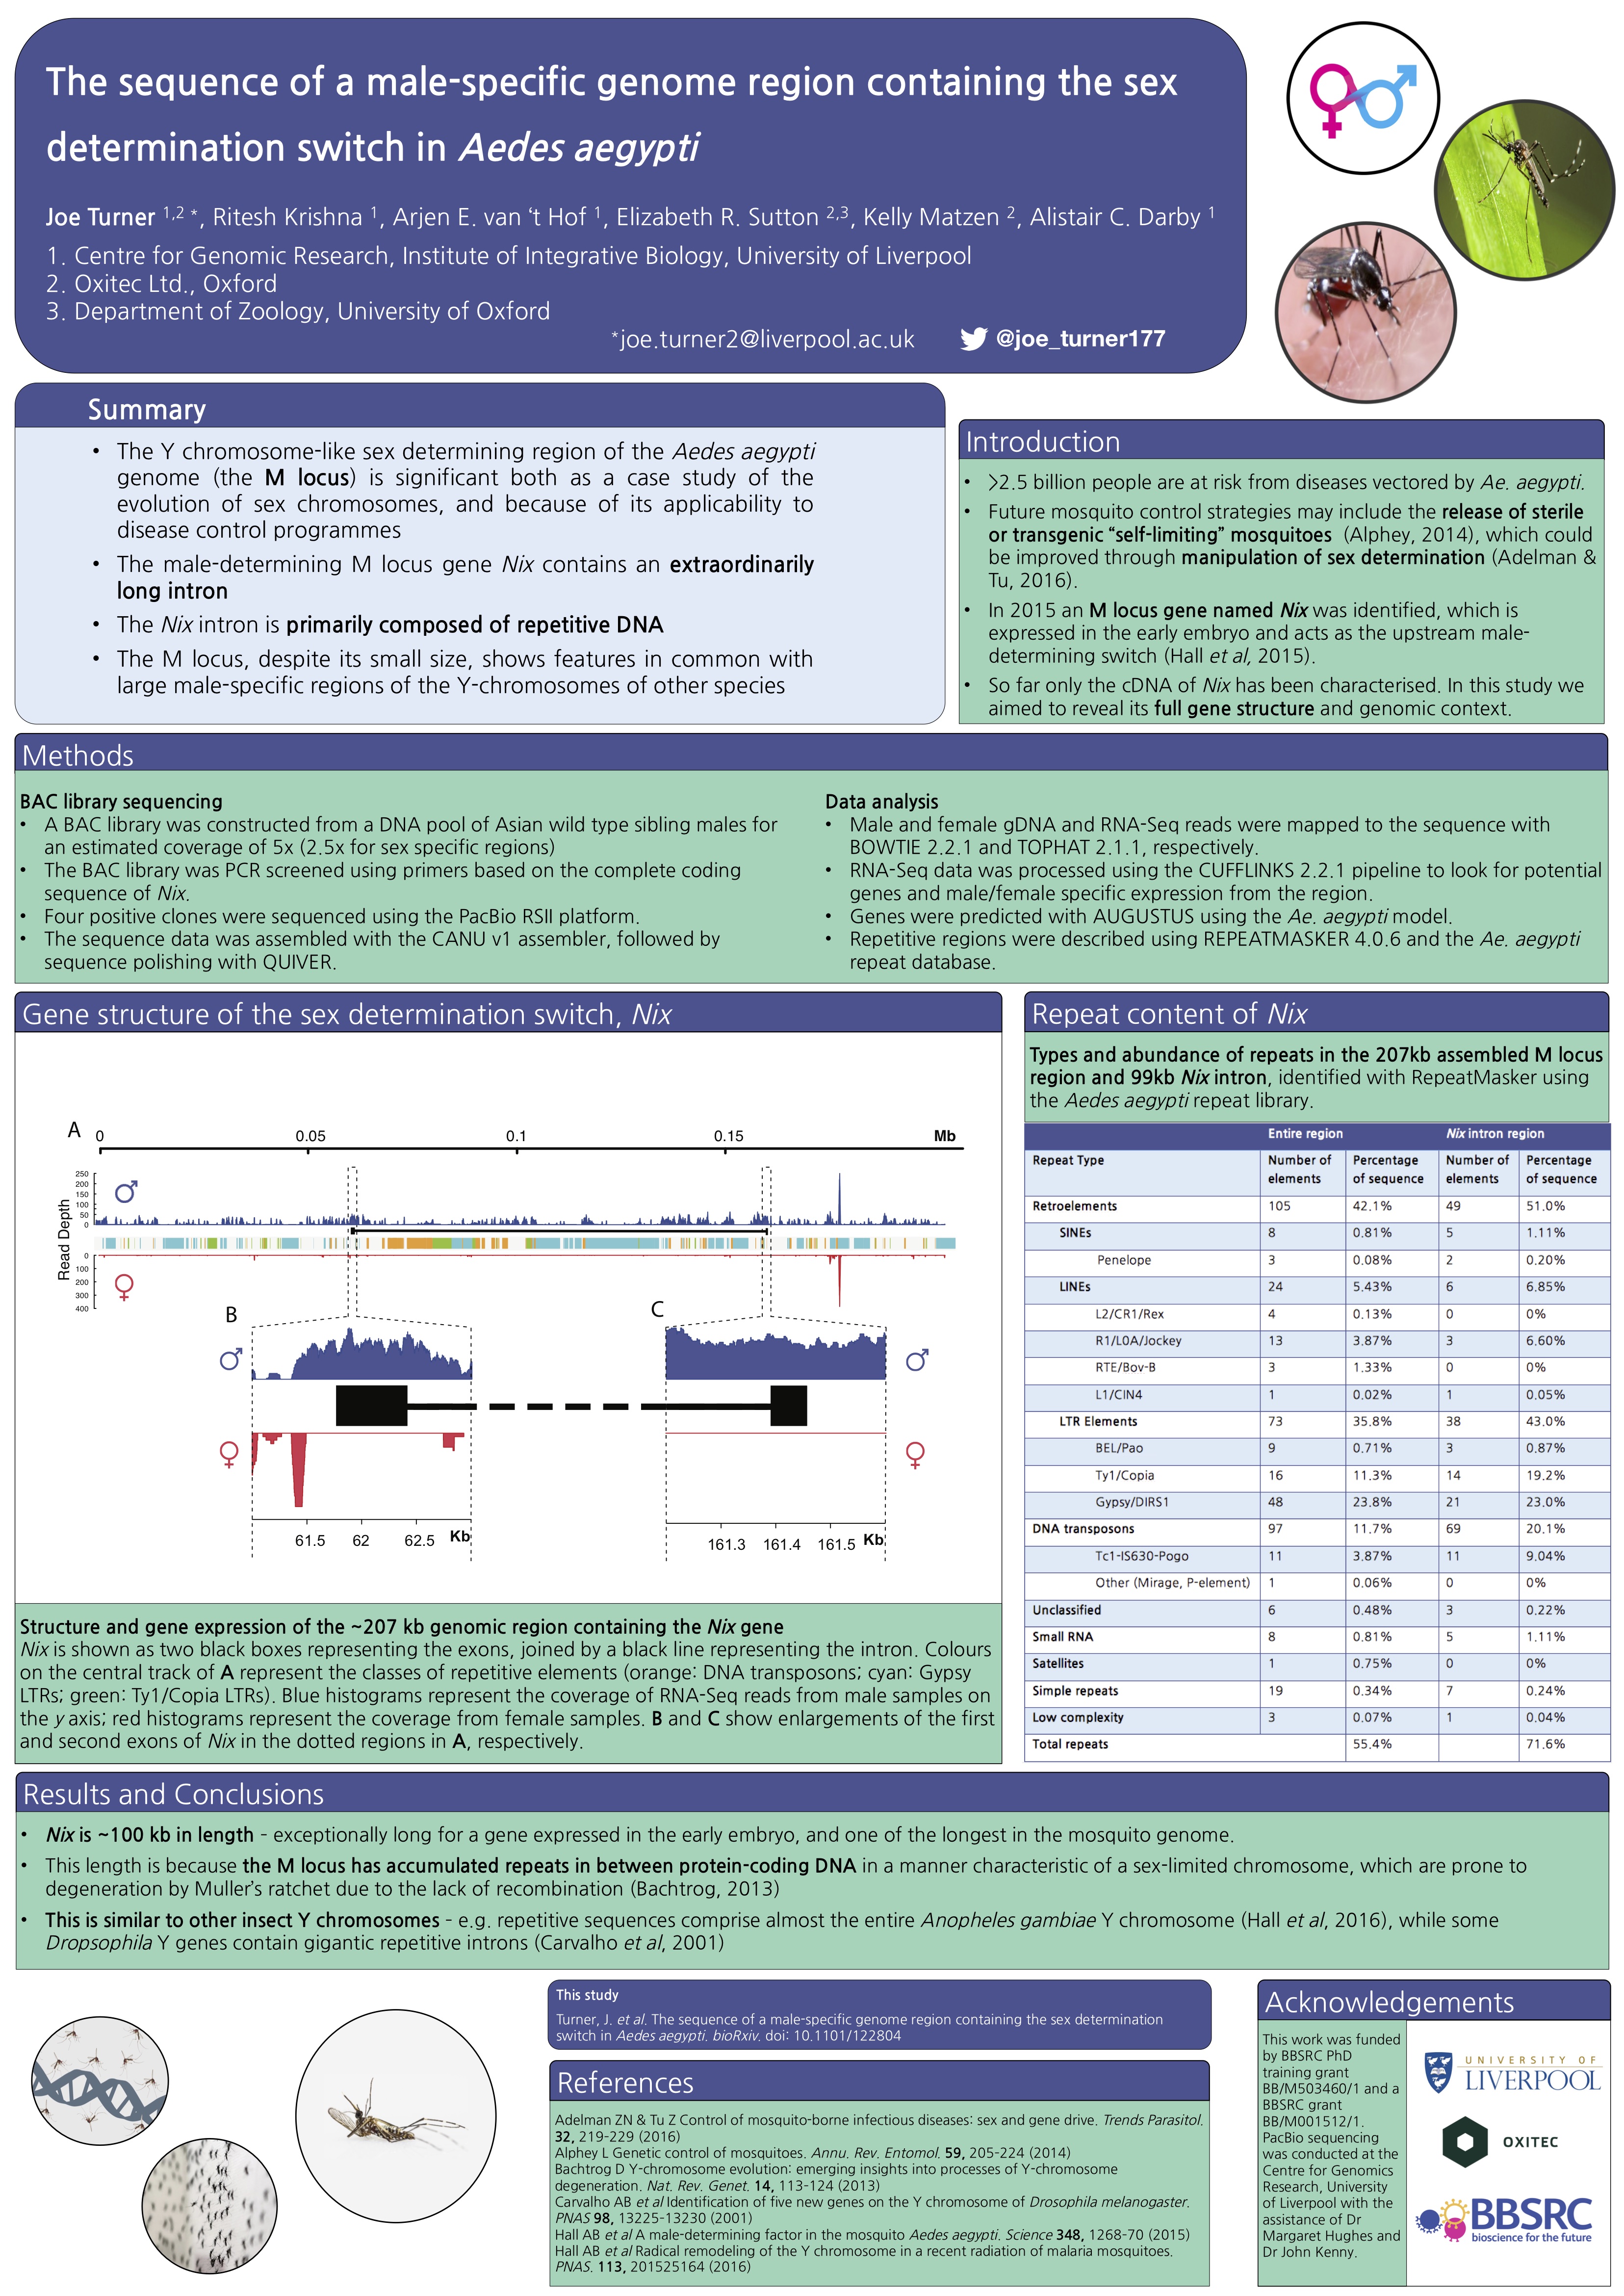 The sequence of a male-specific genome region containing the sex
determination switch in Aedes aegypti
Joe Turner 1,2 *, Ritesh Krishna 1, Arjen E. van ‘t Hof 1, Elizabeth R. Sutton 2,3, Kelly Matzen 2, Alistair C. Darby 1
1. Centre for Genomic Research, Institute of Integrative Biology, University of Liverpool
2. Oxitec Ltd., Oxford
3. Department of Zoology, University of Oxford
*joe.turner2@liverpool.ac.uk @joe_turner177
Summary
• The Y chromosome-like sex determining region of the Aedes aegypti
genome (the M locus) is significant both as a case study of the
evolution of sex chromosomes, and because of its applicability to
disease control programmes
• The male-determining M locus gene Nix contains an extraordinarily
long intron
• The Nix intron is primarily composed of repetitive DNA
• The M locus, despite its small size, shows features in common with
large male-specific regions of the Y-chromosomes of other species
Introduction
• >2.5 billion people are at risk from diseases vectored by Ae. aegypti.
• Future mosquito control strategies may include the release of sterile
or transgenic “self-limiting” mosquitoes (Alphey, 2014), which could
be improved through manipulation of sex determination (Adelman &
Tu, 2016).
• In 2015 an M locus gene named Nix was identified, which is
expressed in the early embryo and acts as the upstream male-
determining switch (Hall et al, 2015).
• So far only the cDNA of Nix has been characterised. In this study we
aimed to reveal its full gene structure and genomic context.
Methods
BAC library sequencing
• A BAC library was constructed from a DNA pool of Asian wild type sibling males for
an estimated coverage of 5x (2.5x for sex specific regions)
• The BAC library was PCR screened using primers based on the complete coding
sequence of Nix.
• Four positive clones were sequenced using the PacBio RSII platform.
• The sequence data was assembled with the CANU v1 assembler, followed by
sequence polishing with QUIVER.
Data analysis
• Male and female gDNA and RNA-Seq reads were mapped to the sequence with
BOWTIE 2.2.1 and TOPHAT 2.1.1, respectively.
• RNA-Seq data was processed using the CUFFLINKS 2.2.1 pipeline to look for potential
genes and male/female specific expression from the region.
• Genes were predicted with AUGUSTUS using the Ae. aegypti model.
• Repetitive regions were described using REPEATMASKER 4.0.6 and the Ae. aegypti
repeat database.
Gene structure of the sex determination switch, Nix
A 0 0.05 0.1 0.15 Mb
Read Depth
250
200
150
100
50
0
0
100
200
300
400
B C
61.5 62 62.5 Kb
161.3 161.4 161.5 Kb
Structure and gene expression of the ~207 kb genomic region containing the Nix gene
Nix is shown as two black boxes representing the exons, joined by a black line representing the intron. Colours
on the central track of A represent the classes of repetitive elements (orange: DNA transposons; cyan: Gypsy
LTRs; green: Ty1/Copia LTRs). Blue histograms represent the coverage of RNA-Seq reads from male samples on
the y axis; red histograms represent the coverage from female samples. B and C show enlargements of the first
and second exons of Nix in the dotted regions in A, respectively.
Repeat content of Nix
Types and abundance of repeats in the 207kb assembled M locus
region and 99kb Nix intron, identified with RepeatMasker using
the Aedes aegypti repeat library.
Entire region Nix intron region
Repeat Type Number of elements Percentage of sequence Number of elements Percentage of sequence
Retroelements 105 42.1% 49 51.0%
SINEs 8 0.81% 5 1.11%
Penelope 3 0.08% 2 0.20%
LINEs 24 5.43% 6 6.85%
L2/CR1/Rex 4 0.13% 0 0%
R1/L0A/Jockey 13 3.87% 3 6.60%
RTE/Bov-B 3 1.33% 0 0%
L1/CIN4 1 0.02% 1 0.05%
LTR Elements 73 35.8% 38 43.0%
BEL/Pao 9 0.71% 3 0.87%
Ty1/Copia 16 11.3% 14 19.2%
Gypsy/DIRS1 48 23.8% 21 23.0%
DNA transposons 97 11.7% 69 20.1%
Tc1-IS630-Pogo 11 3.87% 11 9.04%
Other (Mirage, P-element) 1 0.06% 0 0%
Unclassified 6 0.48% 3 0.22%
Small RNA 8 0.81% 5 1.11%
Satellites 1 0.75% 0 0%
Simple repeats 19 0.34% 7 0.24%
Low complexity 3 0.07% 1 0.04%
Total repeats 55.4% 71.6%
Results and Conclusions
• Nix is ~100 kb in length - exceptionally long for a gene expressed in the early embryo, and one of the longest in the mosquito genome.
• This length is because the M locus has accumulated repeats in between protein-coding DNA in a manner characteristic of a sex-limited chromosome, which are prone to
degeneration by Muller’s ratchet due to the lack of recombination (Bachtrog, 2013)
• This is similar to other insect Y chromosomes - e.g. repetitive sequences comprise almost the entire Anopheles gambiae Y chromosome (Hall et al, 2016), while some
Dropsophila Y genes contain gigantic repetitive introns (Carvalho et al, 2001)
This study
Turner, J. et al. The sequence of a male-specific genome region containing the sex determination
switch in Aedes aegypti. bioRxiv. doi: 10.1101/122804
References
Adelman ZN & Tu Z Control of mosquito-borne infectious diseases: sex and gene drive. Trends Parasitol.
32, 219-229 (2016)
Alphey L Genetic control of mosquitoes. Annu. Rev. Entomol. 59, 205-224 (2014)
Bachtrog D Y-chromosome evolution: emerging insights into processes of Y-chromosome
degeneration. Nat. Rev. Genet. 14, 113-124 (2013)
Carvalho AB et al Identification of five new genes on the Y chromosome of Drosophila melanogaster.
PNAS 98, 13225-13230 (2001)
Hall AB et al A male-determining factor in the mosquito Aedes aegypti. Science 348, 1268-70 (2015)
Hall AB et al Radical remodeling of the Y chromosome in a recent radiation of malaria mosquitoes.
PNAS. 113, 201525164 (2016)
Acknowledgements
This work was funded
by BBSRC PhD
training grant
BB/M503460/1 and a
BBSRC grant
BB/M001512/1.
PacBio sequencing
was conducted at the
Centre for Genomics
Research, University
of Liverpool with the
assistance of Dr
Margaret Hughes and
Dr John Kenny.
UNIVERSITY OF
LIVERPOOL
OXITEC
BBSRC
bioscience for the future